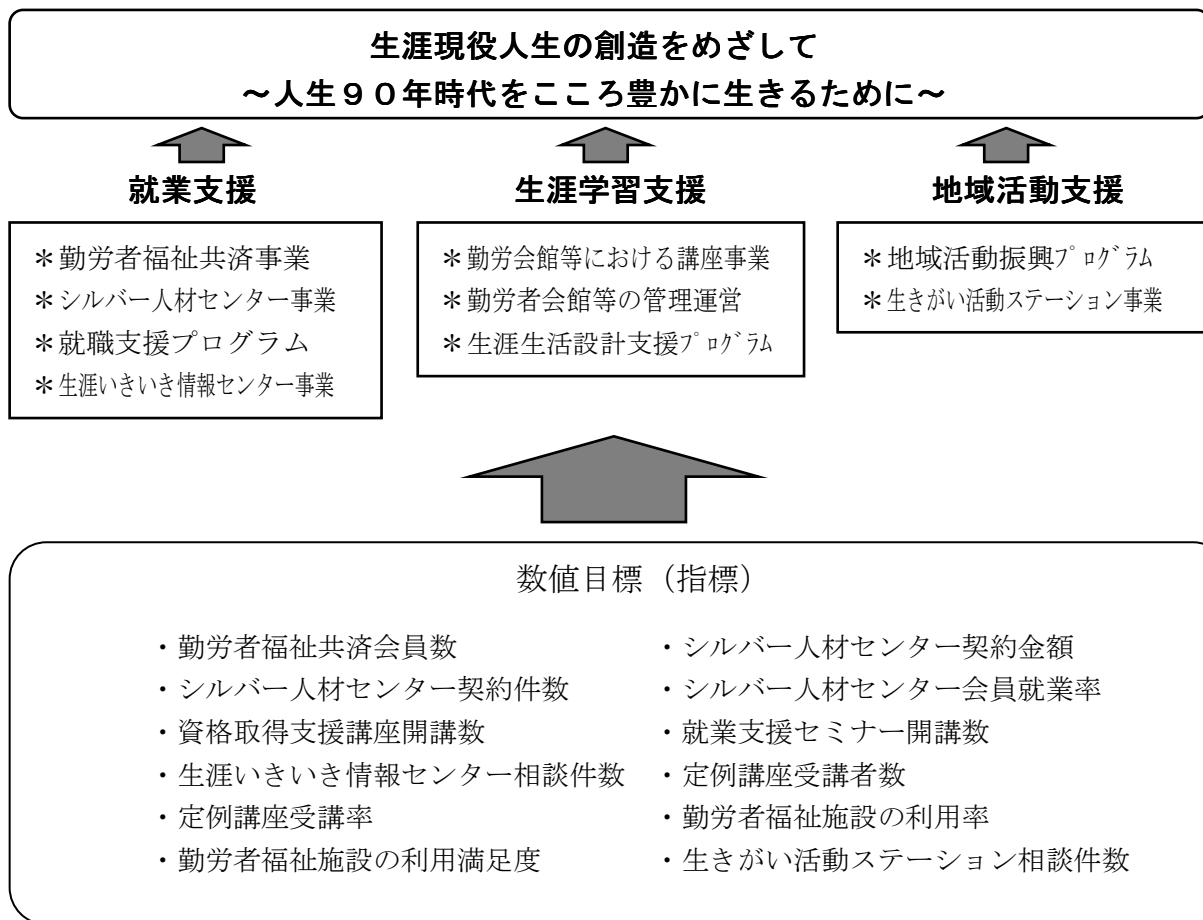 生涯現役人生の創造をめざして
～人生９０年時代をこころ豊かに生きるために～
就業支援
＊勤労者福祉共済事業
＊シルバー人材センター事業
＊就職支援プログラム
＊生涯いきいき情報センター事業
生涯学習支援
＊勤労会館等における講座事業
＊勤労者会館等の管理運営
＊生涯生活設計支援ﾌﾟﾛｸﾞﾗﾑ
地域活動支援
＊地域活動振興ﾌﾟﾛｸﾞﾗﾑ
＊生きがい活動ステーション事業
数値目標（指標）
・勤労者福祉共済会員数
・シルバー人材センター契約金額
・シルバー人材センター契約件数
・シルバー人材センター会員就業率
・資格取得支援講座開講数
・就業支援セミナー開講数
・生涯いきいき情報センター相談件数
・定例講座受講者数
・定例講座受講率
・勤労者福祉施設の利用率
・勤労者福祉施設の利用満足度
・生きがい活動ステーション相談件数